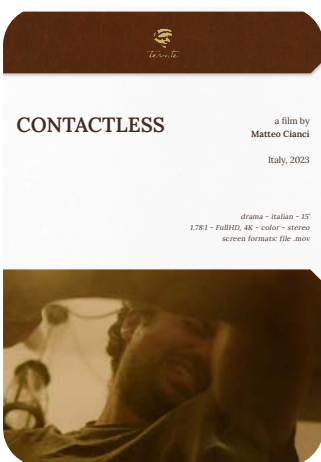 tèrnte
CONTACTLESS
a film by
Matteo Cianci
Italy, 2023
drama - italian - 15'
1.78:1 - FullHD, 4K - color - stereo
screen formats: file .mov